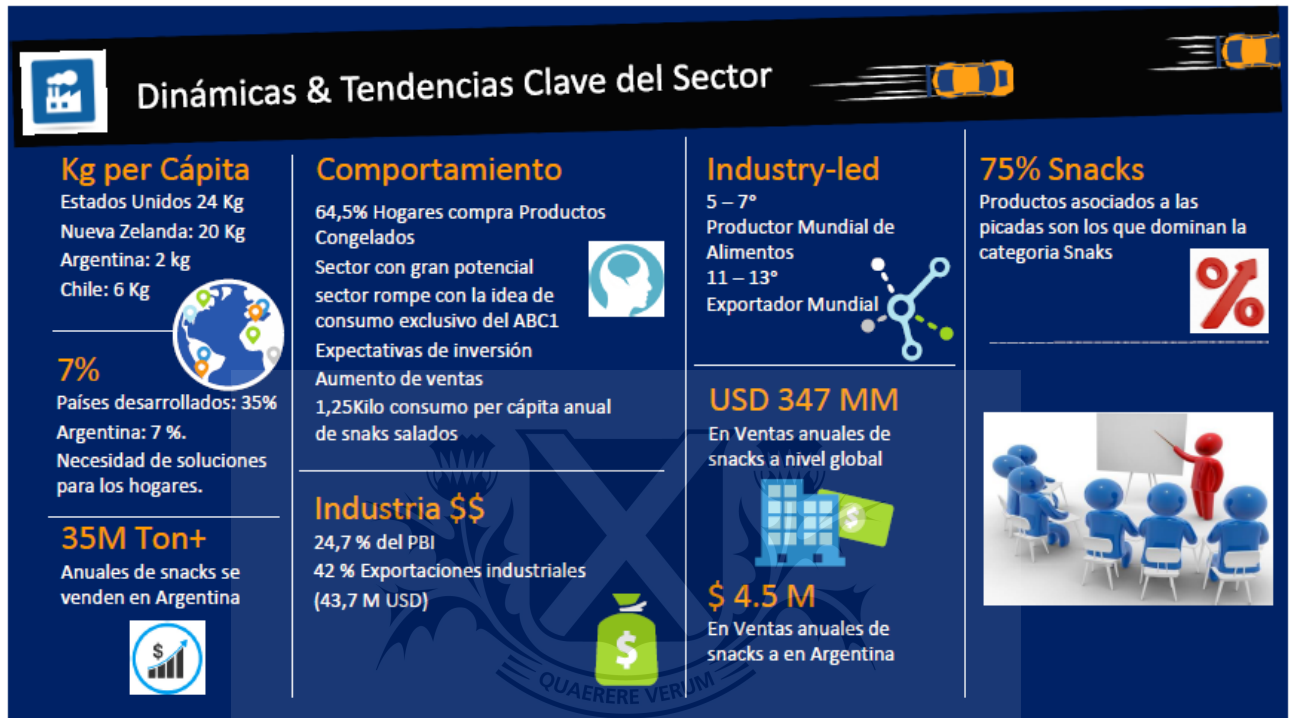 Dinámicas & Tendencias Clave del Sector
Kg per Cápita
Estados Unidos 24 Kg
Nueva Zelanda: 20 Kg
Argentina: 2 kg
Chile: 6 Kg
7%
Países desarrollados: 35%
Argentina: 7 %.
Necesidad de soluciones
para los hogares.
35M Ton+
Anuales de snacks se
venden en Argentina
$
Comportamiento
64,5% Hogares compra Productos
Congelados
Sector con gran potencial
sector rompe con la idea de
consumo exclusivo del ABC1
Expectativas de inversión
Aumento de ventas
1,25Kilo consumo per cápita anual
de snaks salados
Industria $$
24,7 % del PBI
42 % Exportaciones industriales
(43,7 M USD)
$
Industry-led
5 – 7°
Productor Mundial de
Alimentos
11 – 13°
Exportador Mundial
USD 347 MM
En Ventas anuales de
snacks a nivel global
$
$ 4.5 M
En Ventas anuales de
snacks a en Argentina
75% Snacks
Productos asociados a las
picadas son los que dominan la
categoria Snaks
%
QUAERERE VERUM